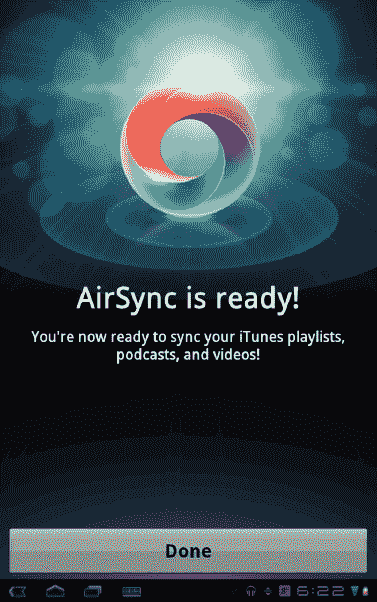 AirSync is ready!
You're now ready to sync your iTunes playlists,
podcasts, and videos!
Done
6:22